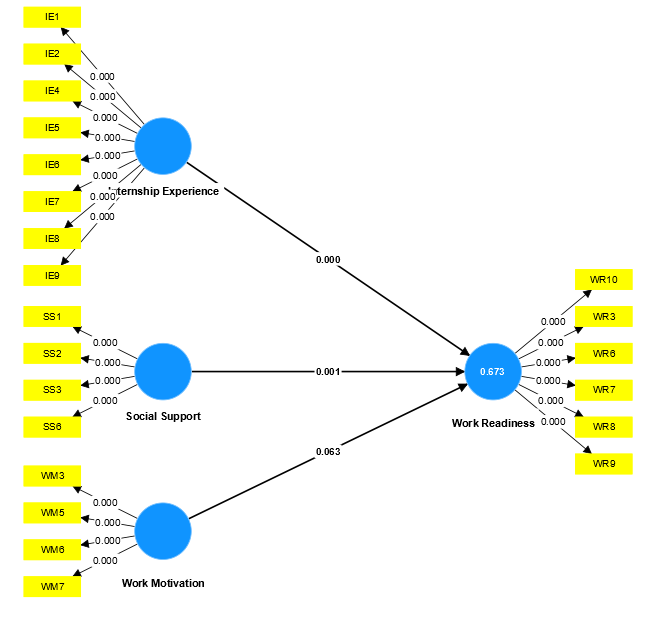 IE1
IE2
IE4
IE5
IE6
IE7
IE8
IE9
0.000
0.000
0.000
0.000
0.000
0.000
0.000
0.000
Internship Experience
0.000
SS1
SS2
SS3
SS6
0.000
0.000
0.000
0.000
Social Support
0.001
WM3
WM5
WM6
WM7
0.000
0.000
0.000
0.000
Work Motivation
0.063
0.673
Work Readiness
0.000
0.000
0.000
0.000
0.000
0.000
WR10
WR3
WR6
WR7
WR8
WR9